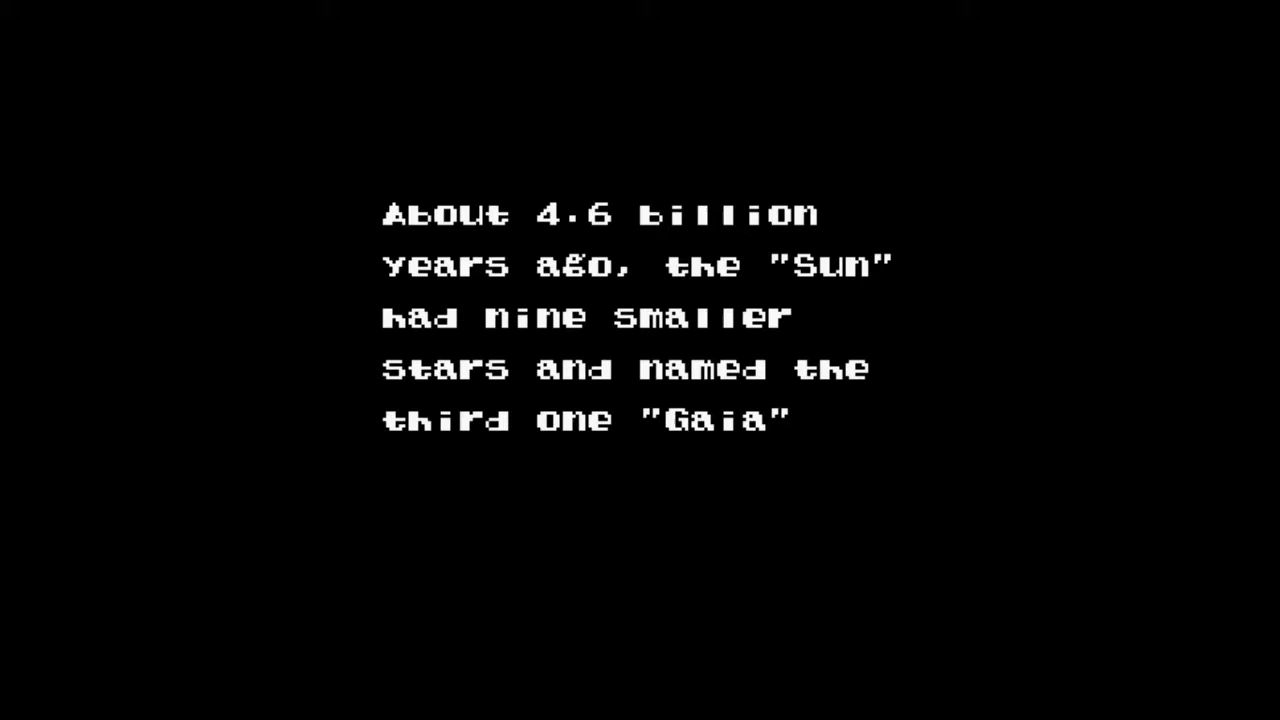 About 4.6 billion
years ago, the "Sun"
had nine smaller
stars and named the
third one "Gaia"